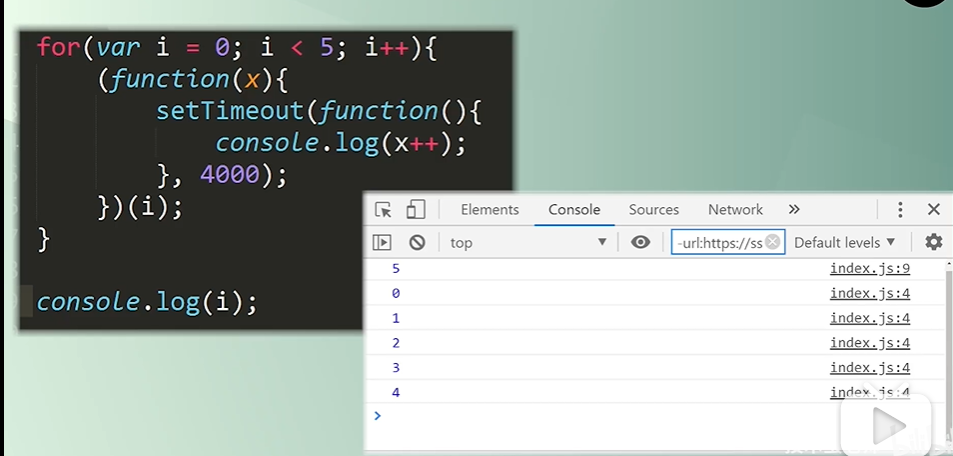 for(var i = 0; i < 5; i++){
(function(x){
setTimeout(function(){
console.log(x++);
}, 4000);
})(i);
}
console.log(i);
Elements Console Sources Network »
top -url:https://ss Default levels
5 index.js:9
0 index.js:4
1 index.js:4
2 index.js:4
3 index.js:4
4 index.js:4
>